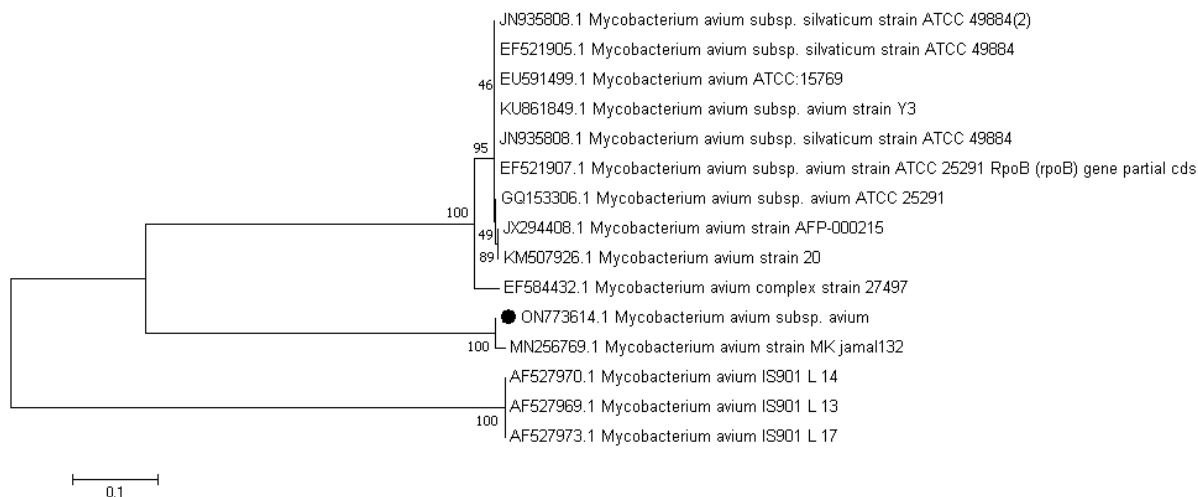 JN935808.1 Mycobacterium avium subsp. silvaticum strain ATCC 49884(2)
EF521905.1 Mycobacterium avium subsp. silvaticum strain ATCC 49884
46
EU591499.1 Mycobacterium avium ATCC:15769
KU861849.1 Mycobacterium avium subsp. avium strain Y3
JN935808.1 Mycobacterium avium subsp. silvaticum strain ATCC 49884
95
EF521907.1 Mycobacterium avium subsp. avium strain ATCC 25291 RpoB (rpoB) gene partial cds
GQ153306.1 Mycobacterium avium subsp. avium ATCC 25291
100
JX294408.1 Mycobacterium avium strain AFP-000215
49
89
KM507926.1 Mycobacterium avium strain 20
EF584432.1 Mycobacterium avium complex strain 27497
ON773614.1 Mycobacterium avium subsp. avium
100
MN256769.1 Mycobacterium avium strain MK jamal132
AF527970.1 Mycobacterium avium IS901 L 14
AF527969.1 Mycobacterium avium IS901 L 13
100
AF527973.1 Mycobacterium avium IS901 L 17
0.1